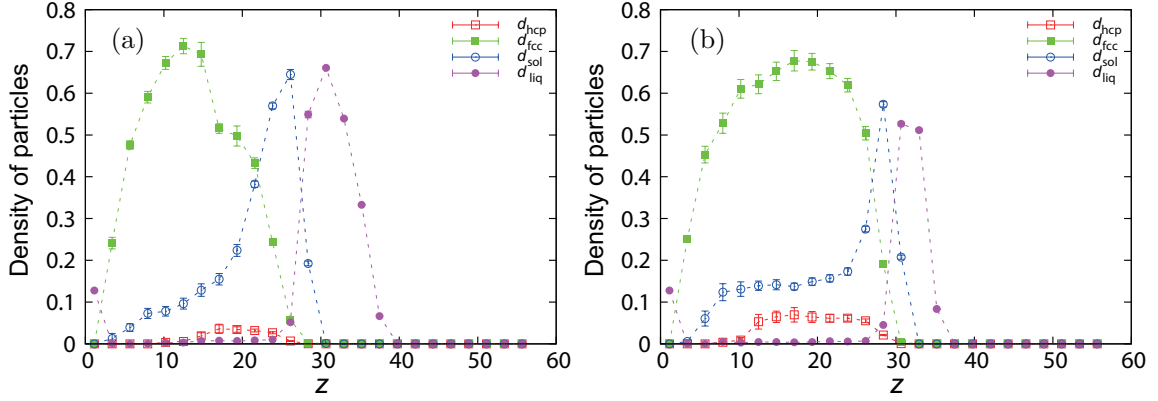 (a)
d_hcp
d_fcc
d_sol
d_liq
Density of particles
0.8
0.7
0.6
0.5
0.4
0.3
0.2
0.1
0
0 10 20 30 40 50 60
z
(b)
d_hcp
d_fcc
d_sol
d_liq
Density of particles
0.8
0.7
0.6
0.5
0.4
0.3
0.2
0.1
0
0 10 20 30 40 50 60
z